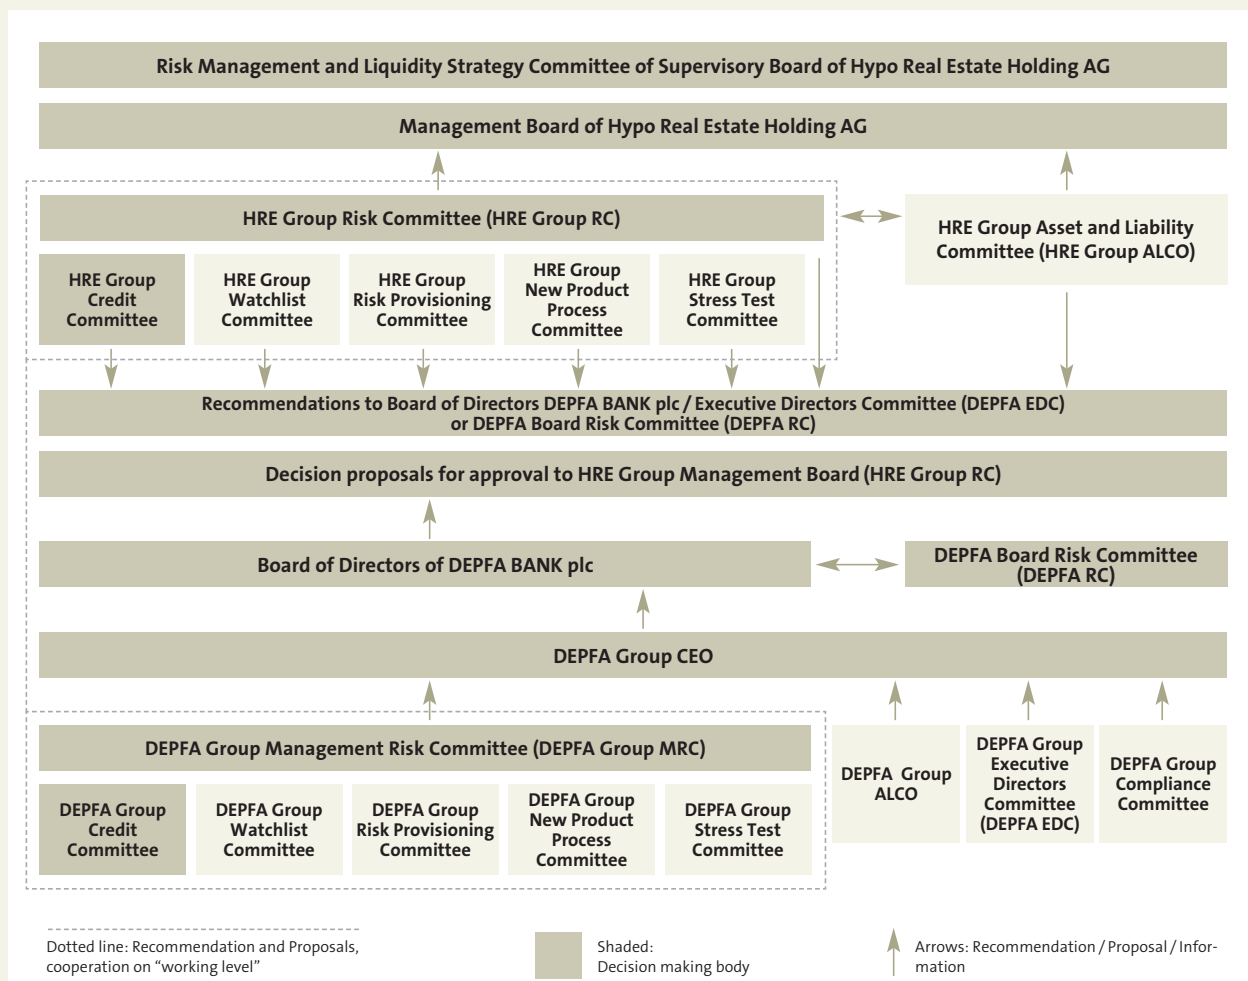 Risk Management and Liquidity Strategy Committee of Supervisory Board of Hypo Real Estate Holding AG
Management Board of Hypo Real Estate Holding AG
HRE Group Risk Committee (HRE Group RC)
HRE Group Asset and Liability
Committee (HRE Group ALCO)
HRE Group
Credit
Committee
HRE Group
Watchlist
Committee
HRE Group
Risk Provisioning
Committee
HRE Group
New Product
Process
Committee
HRE Group
Stress Test
Committee
Recommendations to Board of Directors DEPFA BANK plc / Executive Directors Committee (DEPFA EDC)
or DEPFA Board Risk Committee (DEPFA RC)
Decision proposals for approval to HRE Group Management Board (HRE Group RC)
Board of Directors of DEPFA BANK plc
DEPFA Board Risk Committee
(DEPFA RC)
DEPFA Group CEO
DEPFA Group Management Risk Committee (DEPFA Group MRC)
DEPFA Group
Credit
Committee
DEPFA Group
Watchlist
Committee
DEPFA Group
Risk Provisioning
Committee
DEPFA Group
New Product
Process
Committee
DEPFA Group
Stress Test
Committee
DEPFA Group
ALCO
DEPFA Group
Executive
Directors
Committee
(DEPFA EDC)
DEPFA Group
Compliance
Committee
Dotted line: Recommendation and Proposals,
cooperation on “working level”
Shaded:
Decision making body
Arrows: Recommendation / Proposal / Infor-
mation